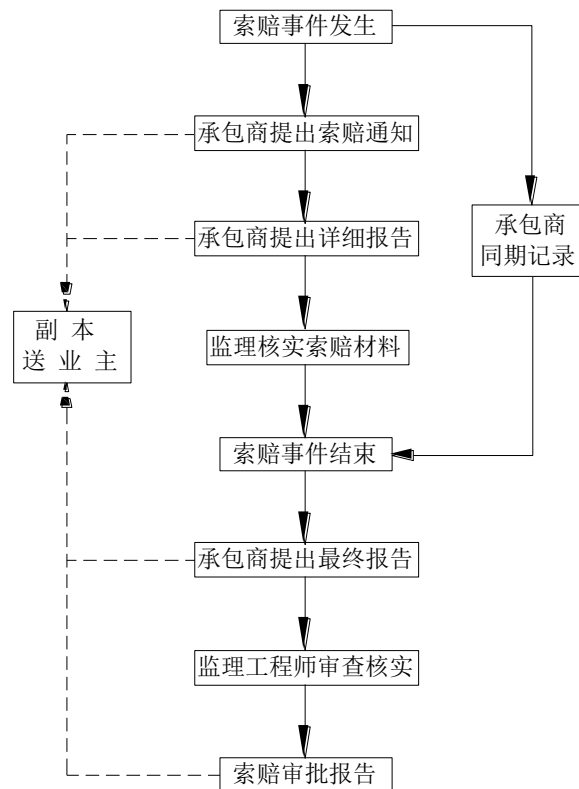 索赔事件发生
承包商提出索赔通知
承包商提出详细报告
承包商
同期记录
副 本
送 业 主
监理核实索赔材料
索赔事件结束
承包商提出最终报告
监理工程师审查核实
索赔审批报告